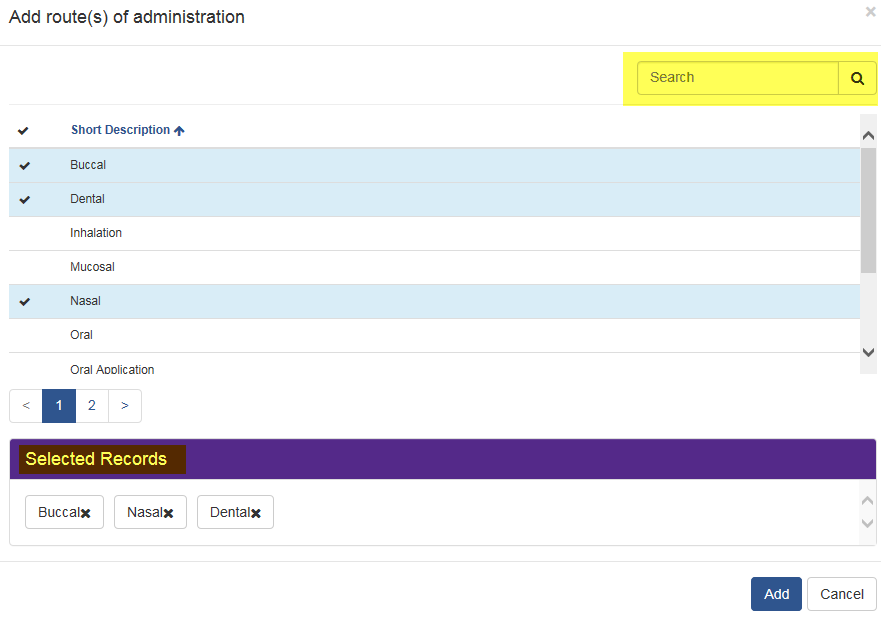 Add route(s) of administration
Search
Short Description
Buccal
Dental
Inhalation
Mucosal
Nasal
Oral
Oral Application
< 1 2 >
Selected Records
Buccal Nasal Dental
Add Cancel